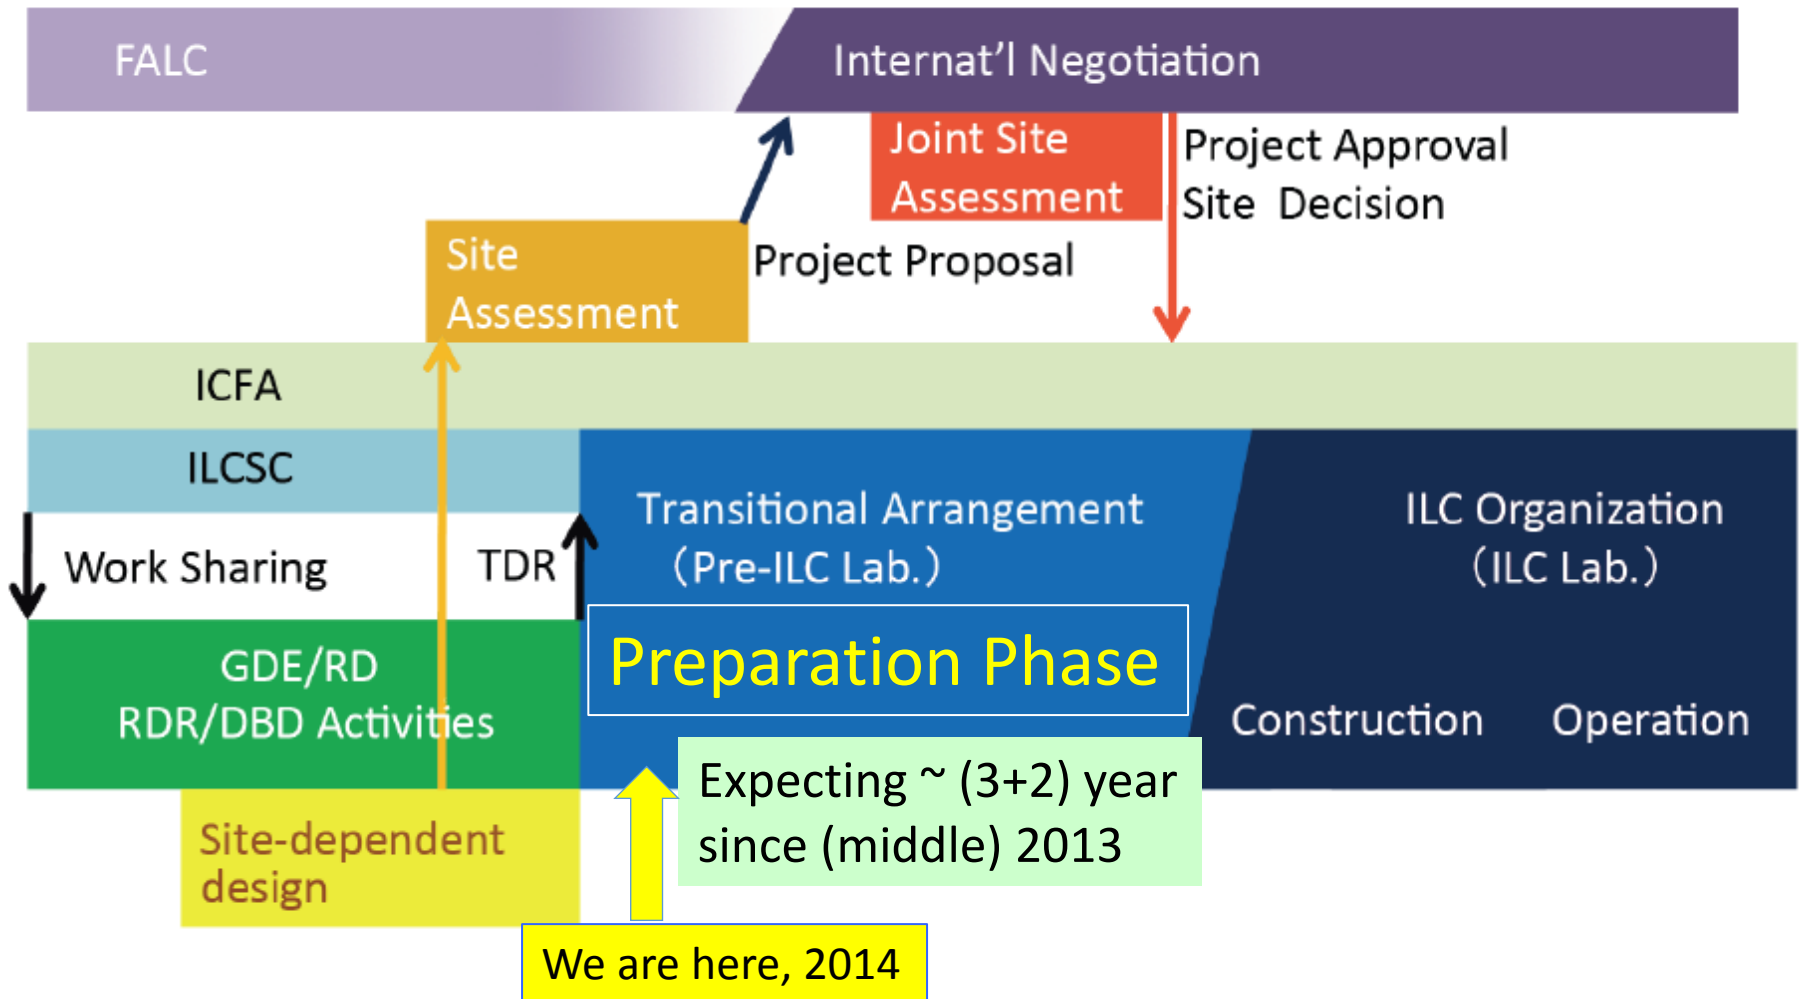 FALC
Internat'l Negotiation
Joint Site
Assessment
Project Approval
Site Decision
Site
Assessment
Project Proposal
ICFA
ILCSC
Work Sharing
TDR
Transitional Arrangement
（Pre-ILC Lab.）
ILC Organization
（ILC Lab.）
GDE/RD
RDR/DBD Activities
Preparation Phase
Construction
Operation
Expecting ~ (3+2) year
since (middle) 2013
Site-dependent
design
We are here, 2014